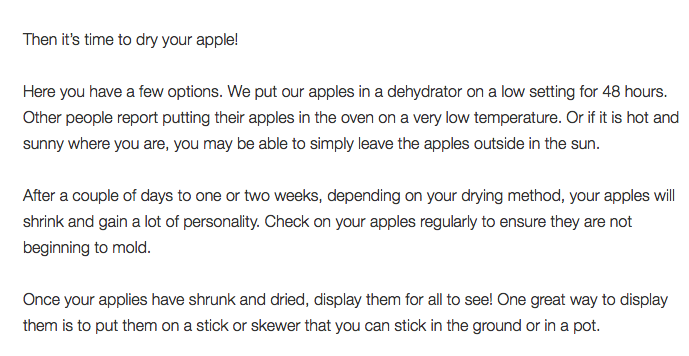 Then it's time to dry your apple!
Here you have a few options. We put our apples in a dehydrator on a low setting for 48 hours.
Other people report putting their apples in the oven on a very low temperature. Or if it is hot and
sunny where you are, you may be able to simply leave the apples outside in the sun.
After a couple of days to one or two weeks, depending on your drying method, your apples will
shrink and gain a lot of personality. Check on your apples regularly to ensure they are not
beginning to mold.
Once your applies have shrunk and dried, display them for all to see! One great way to display
them is to put them on a stick or skewer that you can stick in the ground or in a pot.